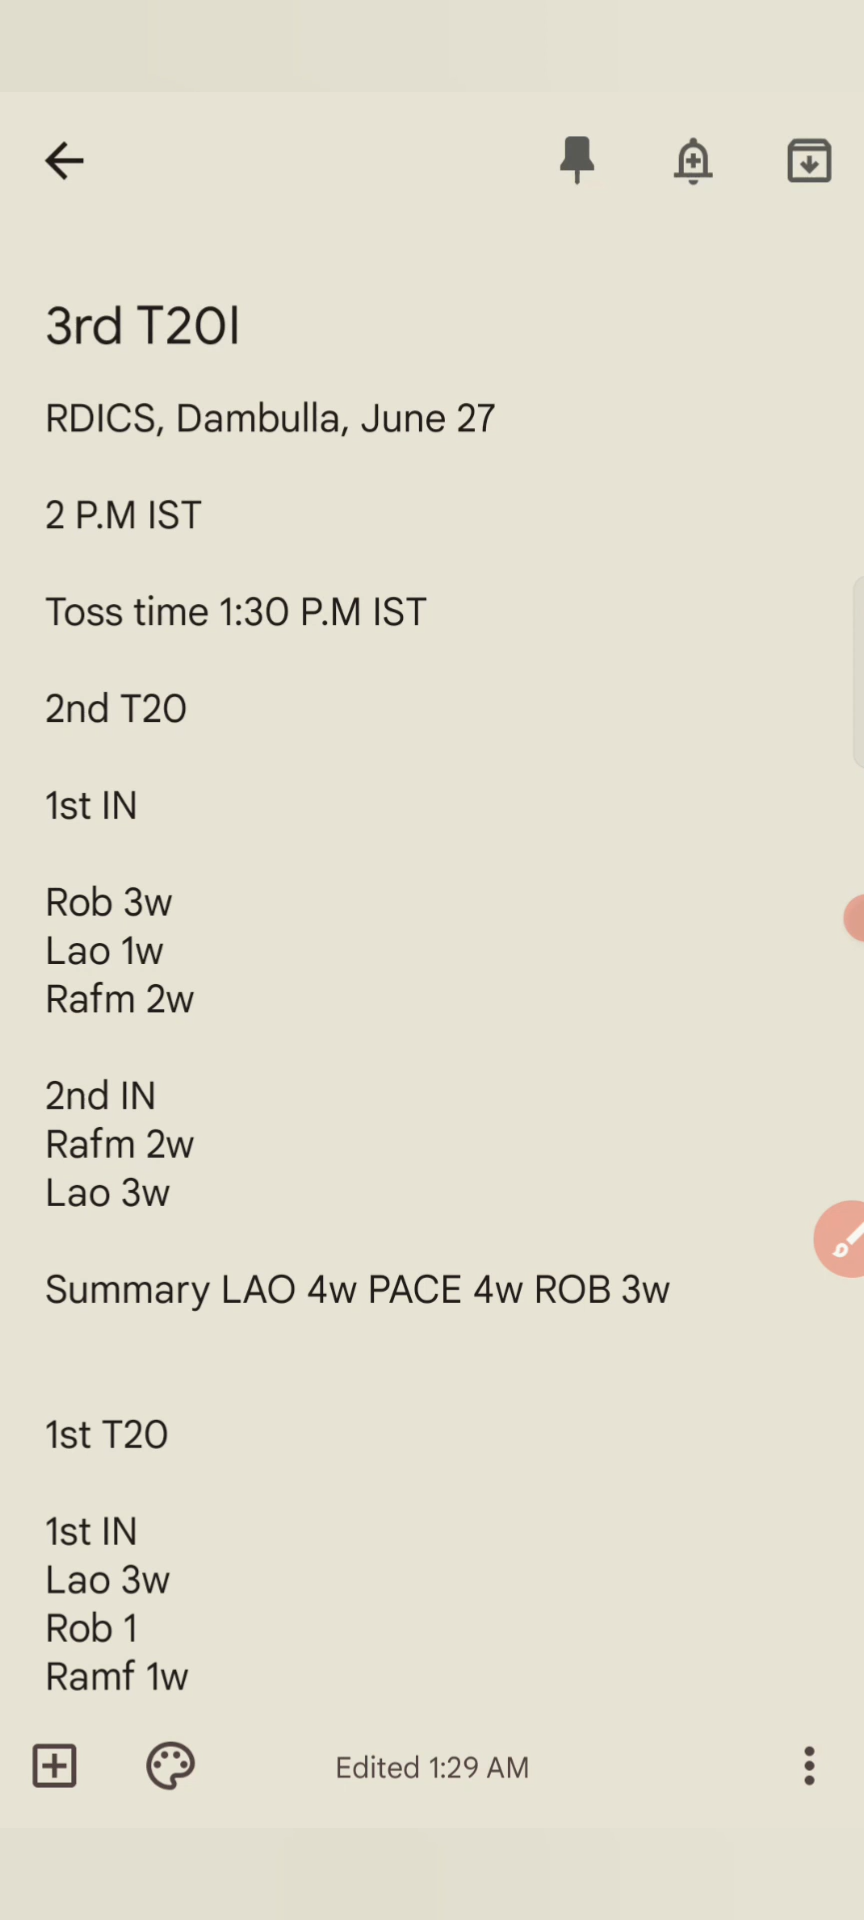 3rd T20I
RDICS, Dambulla, June 27
2 P.M IST
Toss time 1:30 P.M IST
2nd T20
1st IN
Rob 3w
Lao 1w
Rafm 2w
2nd IN
Rafm 2w
Lao 3w
Summary LAO 4w PACE 4w ROB 3w
1st T20
1st IN
Lao 3w
Rob 1
Ramf 1w
Edited 1:29 AM